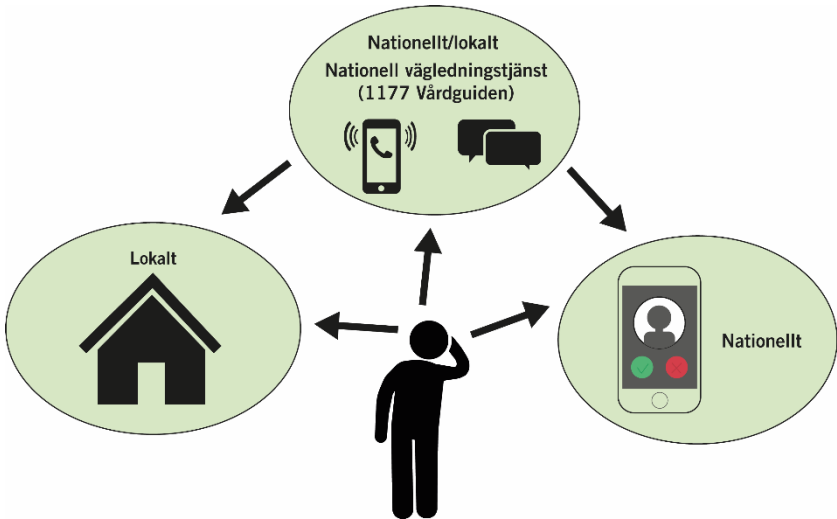 Nationellt/lokalt
Nationell vägledningstjänst
(1177 Vårdguiden)
Lokalt
Nationellt